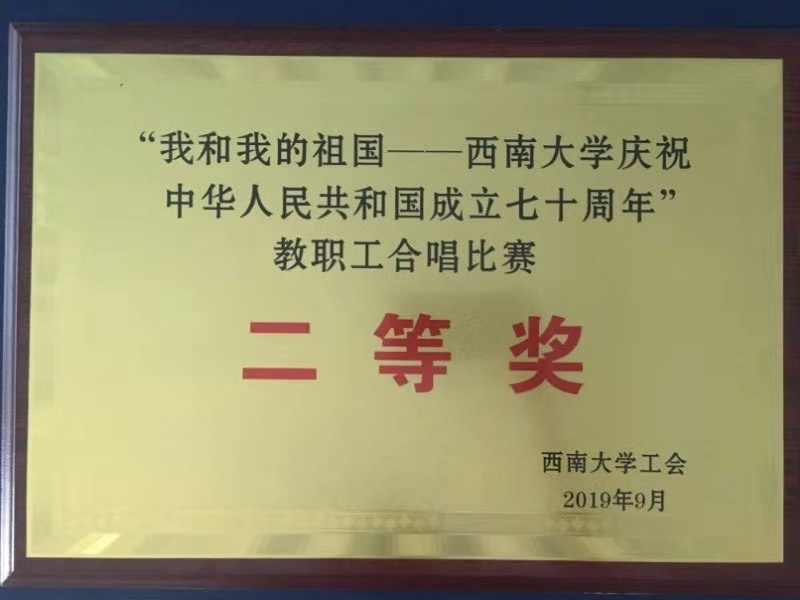 “我和我的祖国——西南大学庆祝
中华人民共和国成立七十周年”
教职工合唱比赛
二等奖
西南大学工会
2019年9月